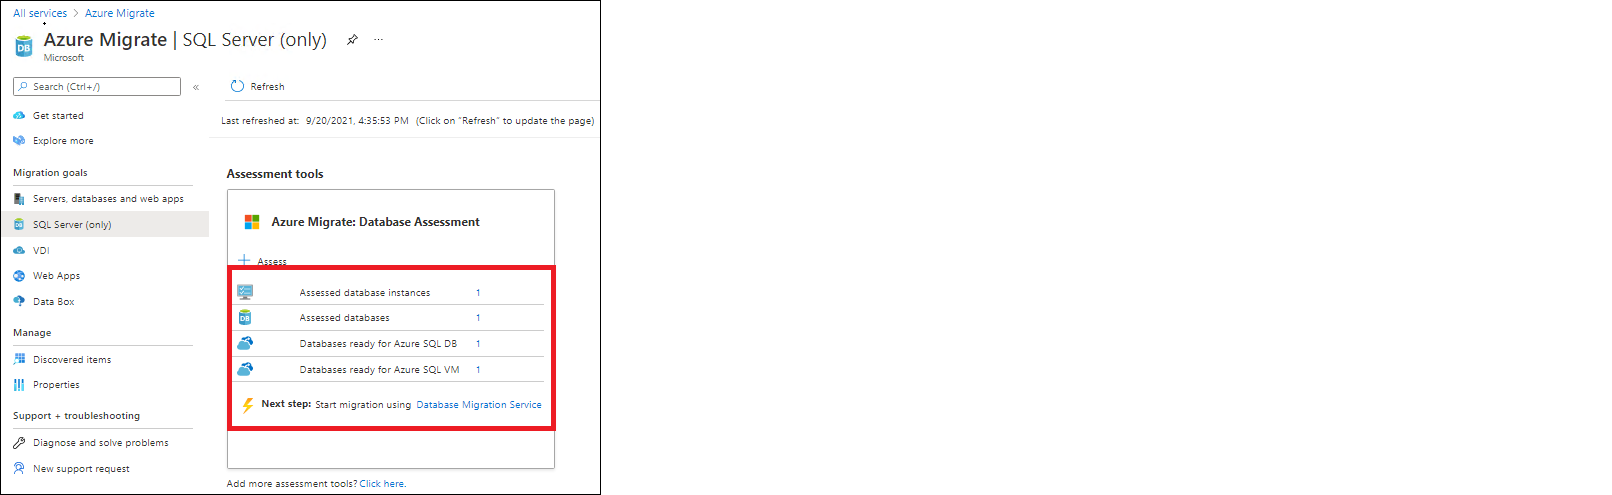 All services > Azure Migrate
Azure Migrate | SQL Server (only) ...
Microsoft
Search (Ctrl+/) «
Get started
Explore more
Migration goals
Servers, databases and web apps
SQL Server (only)
VDI
Web Apps
Data Box
Manage
Discovered items
Properties
Support + troubleshooting
Diagnose and solve problems
New support request
Refresh
Last refreshed at: 9/20/2021, 4:35:53 PM (Click on "Refresh" to update the page)
Assessment tools
Azure Migrate: Database Assessment
Assess
Assessed database instances 1
DB Assessed databases 1
Databases ready for Azure SQL DB 1
Databases ready for Azure SQL VM 1
Next step: Start migration using Database Migration Service
Add more assessment tools? Click here.